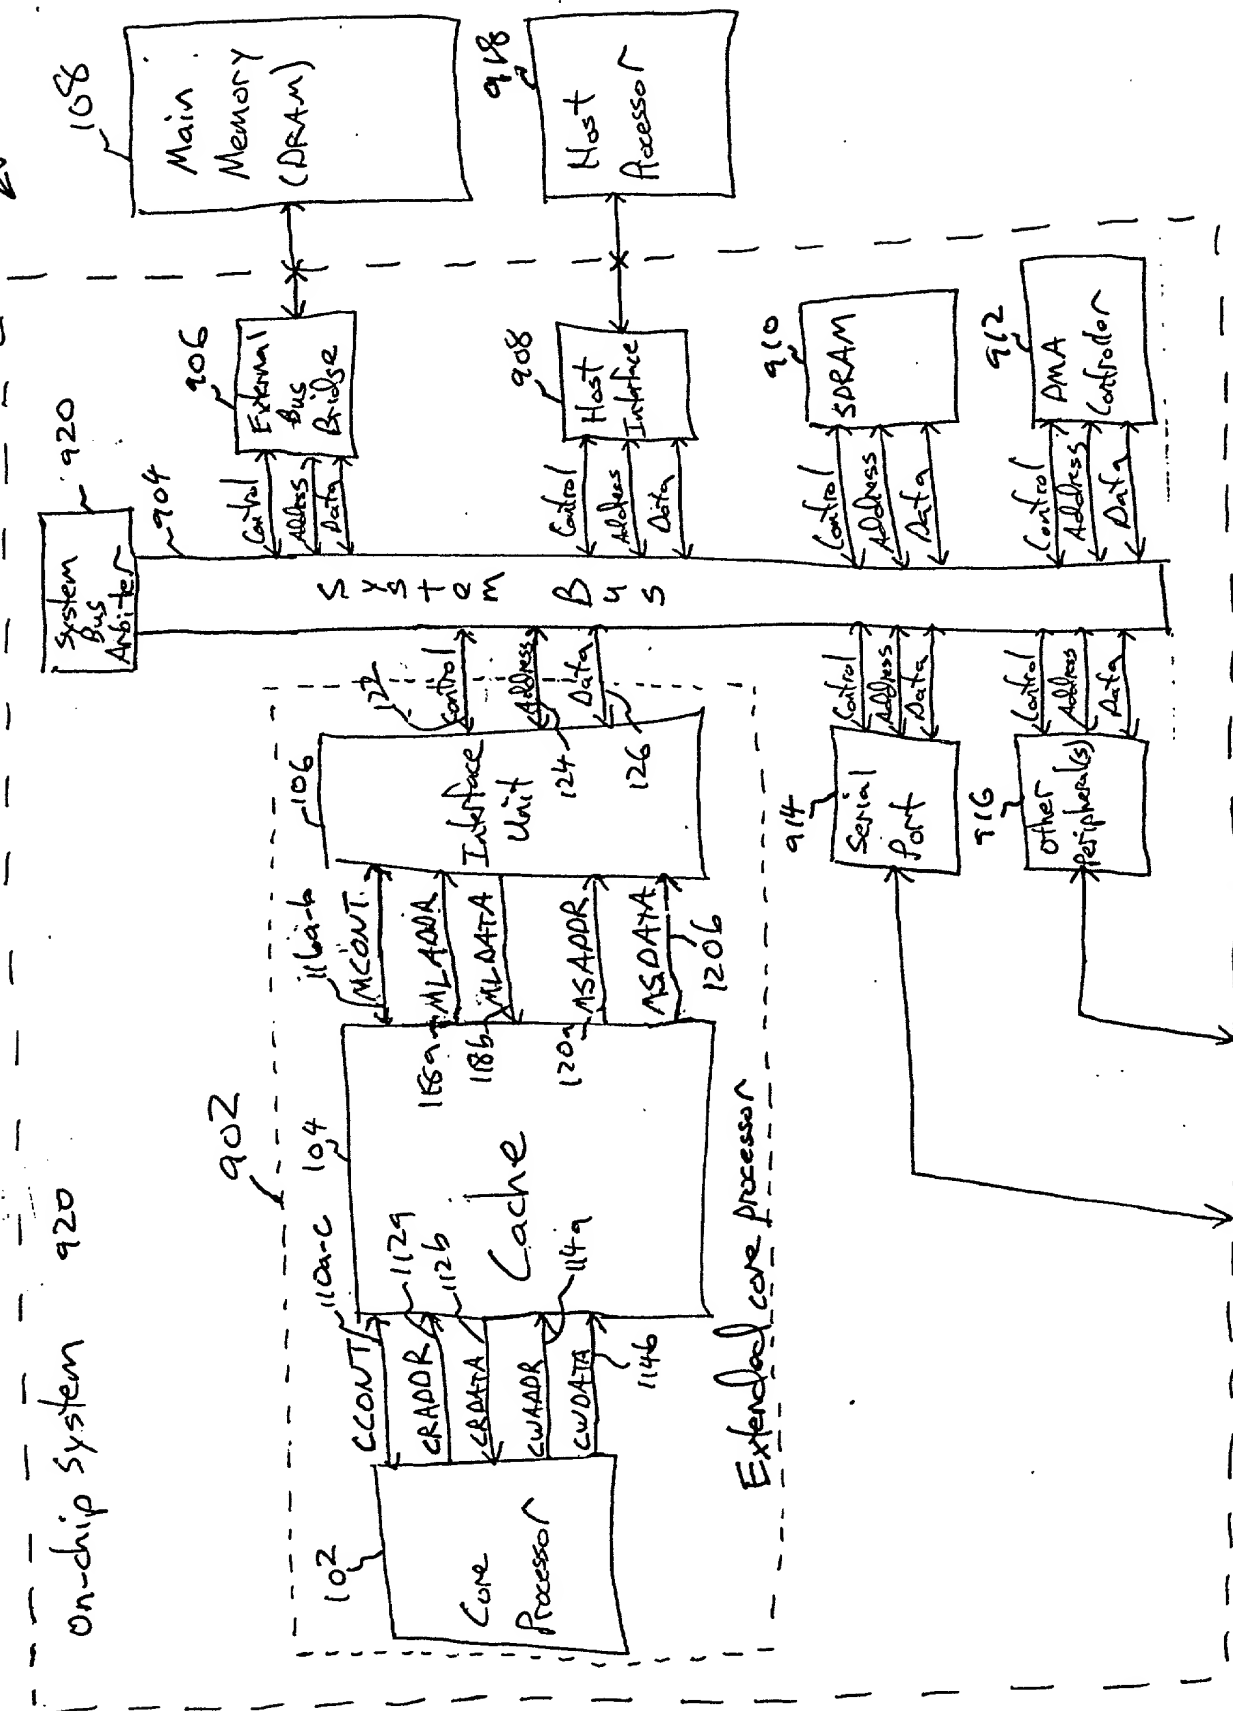 On-chip System 920
System
Bus
Arbiter
920
904
902
102
Core
Processor
CCONT
110a-c
CRADDR
112a
CRDATA
112b
CWADDR
114a
CWDATA
114b
104
Cache
116a-b
MCONT
118a
MLADDR
118b
MLDATA
120a
MSADDR
MSDATA
1206
106
Interface
Unit
122
Control
Address
124
Data
126
Extended core processor
System Bus
Control
Address
Data
906
External
Bus
Bridge
108
Main
Memory
(DRAM)
Control
Address
Data
908
Host
Interface
918
Host
Processor
Control
Address
Data
910
SDRAM
Control
Address
Data
912
DMA
Controller
Control
Address
Data
914
Serial
Port
Control
Address
Data
916
Other
Peripheral(s)